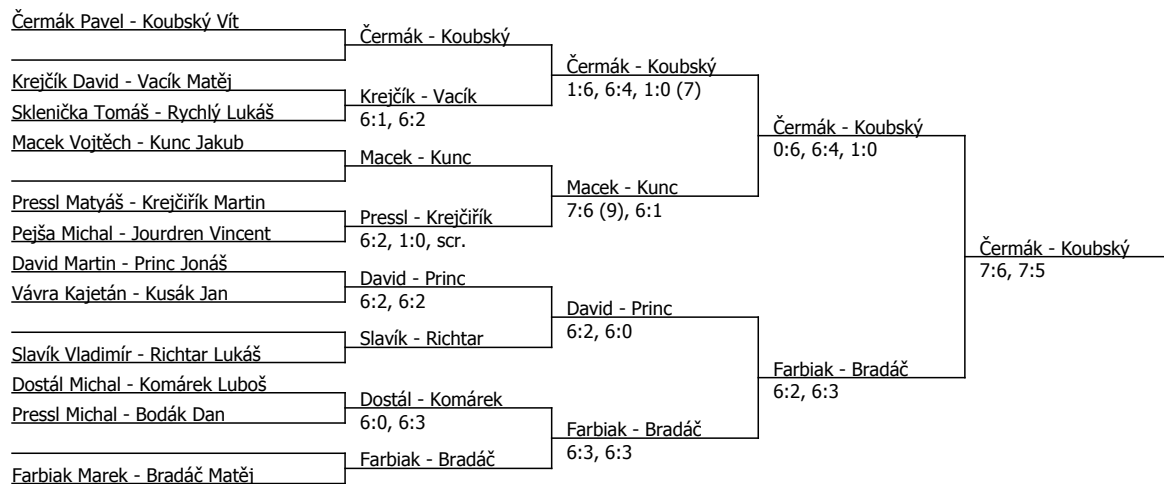 Čermák Pavel - Koubský Vít
Krejčík David - Vacík Matěj
Sklenička Tomáš - Rychlý Lukáš
Macek Vojtěch - Kunc Jakub
Pressl Matyáš - Krejčiřík Martin
Pejša Michal - Jourdren Vincent
David Martin - Princ Jonáš
Vávra Kajetán - Kusák Jan
Slavík Vladimír - Richtar Lukáš
Dostál Michal - Komárek Luboš
Pressl Michal - Bodák Dan
Farbiak Marek - Bradáč Matěj
Čermák - Koubský
Krejčík - Vacík
6:1, 6:2
Macek - Kunc
Pressl - Krejčiřík
6:2, 1:0, scr.
David - Princ
6:2, 6:2
Slavík - Richtar
Dostál - Komárek
6:0, 6:3
Farbiak - Bradáč
Čermák - Koubský
1:6, 6:4, 1:0 (7)
Macek - Kunc
7:6 (9), 6:1
David - Princ
6:2, 6:0
Farbiak - Bradáč
6:3, 6:3
Čermák - Koubský
0:6, 6:4, 1:0
Farbiak - Bradáč
6:2, 6:3
Čermák - Koubský
7:6, 7:5